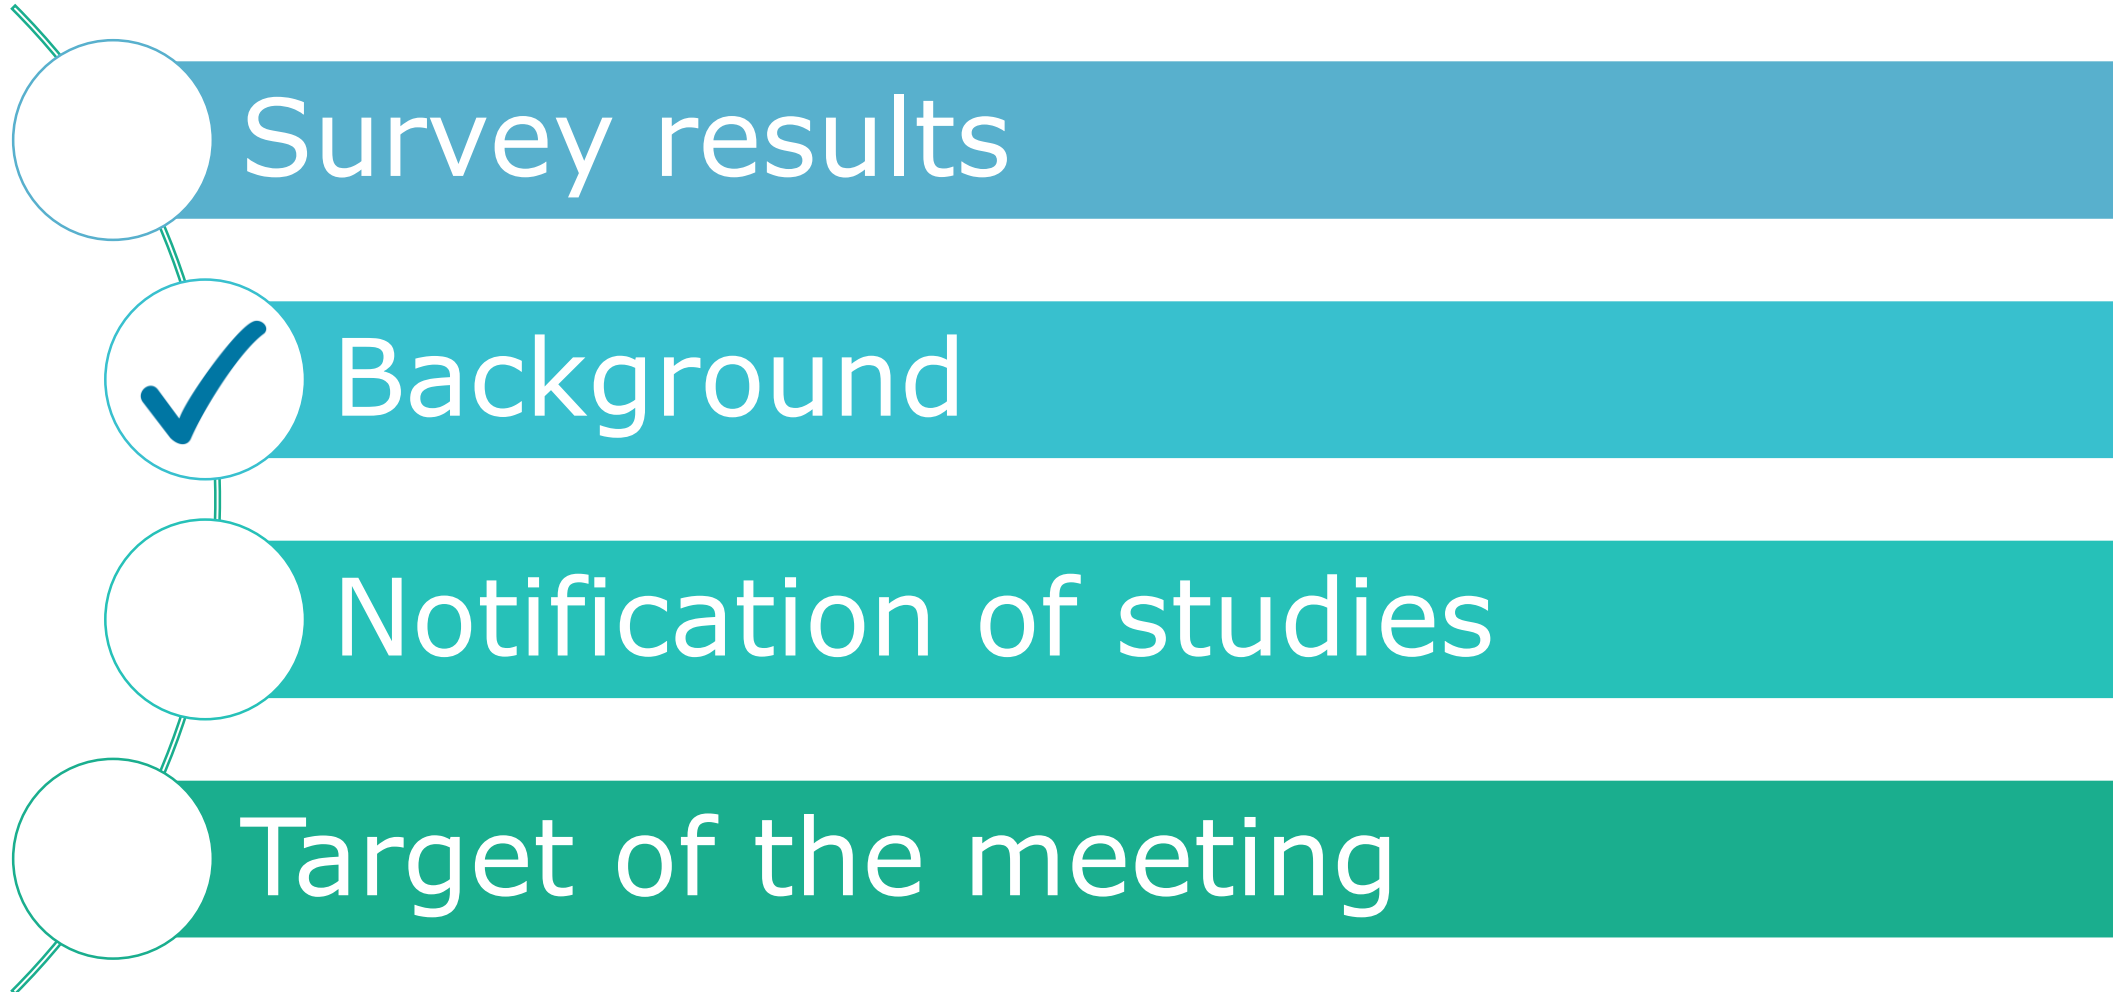 Survey results
Background
Notification of studies
Target of the meeting